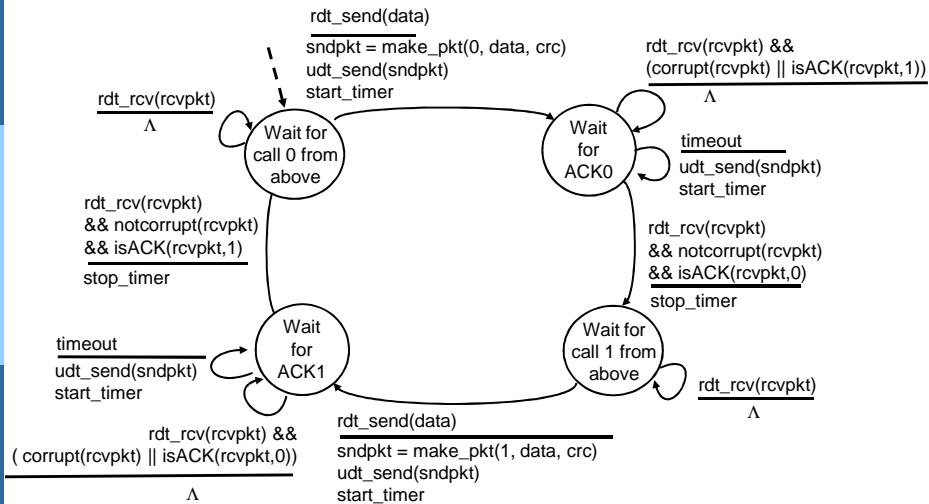 rdt_send(data)
sndpkt = make_pkt(0, data, crc)
udt_send(sndpkt)
start_timer
rdt_rcv(rcvpkt) &&
(corrupt(rcvpkt) || isACK(rcvpkt,1))
Λ
rdt_rcv(rcvpkt)
Λ
Wait for
call 0 from
above
Wait
for
ACK0
timeout
udt_send(sndpkt)
start_timer
rdt_rcv(rcvpkt)
&& notcorrupt(rcvpkt)
&& isACK(rcvpkt,1)
stop_timer
rdt_rcv(rcvpkt)
&& notcorrupt(rcvpkt)
&& isACK(rcvpkt,0)
stop_timer
timeout
udt_send(sndpkt)
start_timer
Wait
for
ACK1
Wait for
call 1 from
above
rdt_rcv(rcvpkt)
Λ
rdt_rcv(rcvpkt) &&
( corrupt(rcvpkt) || isACK(rcvpkt,0))
Λ
rdt_send(data)
sndpkt = make_pkt(1, data, crc)
udt_send(sndpkt)
start_timer